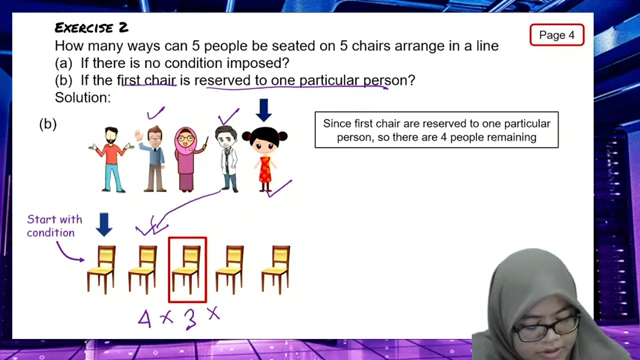 Exercise 2
Page 4
How many ways can 5 people be seated on 5 chairs arrange in a line
(a) If there is no condition imposed?
(b) If the first chair is reserved to one particular person?
Solution:
(b)
Since first chair are reserved to one particular
person, so there are 4 people remaining
Start with
condition
4 × 3 ×